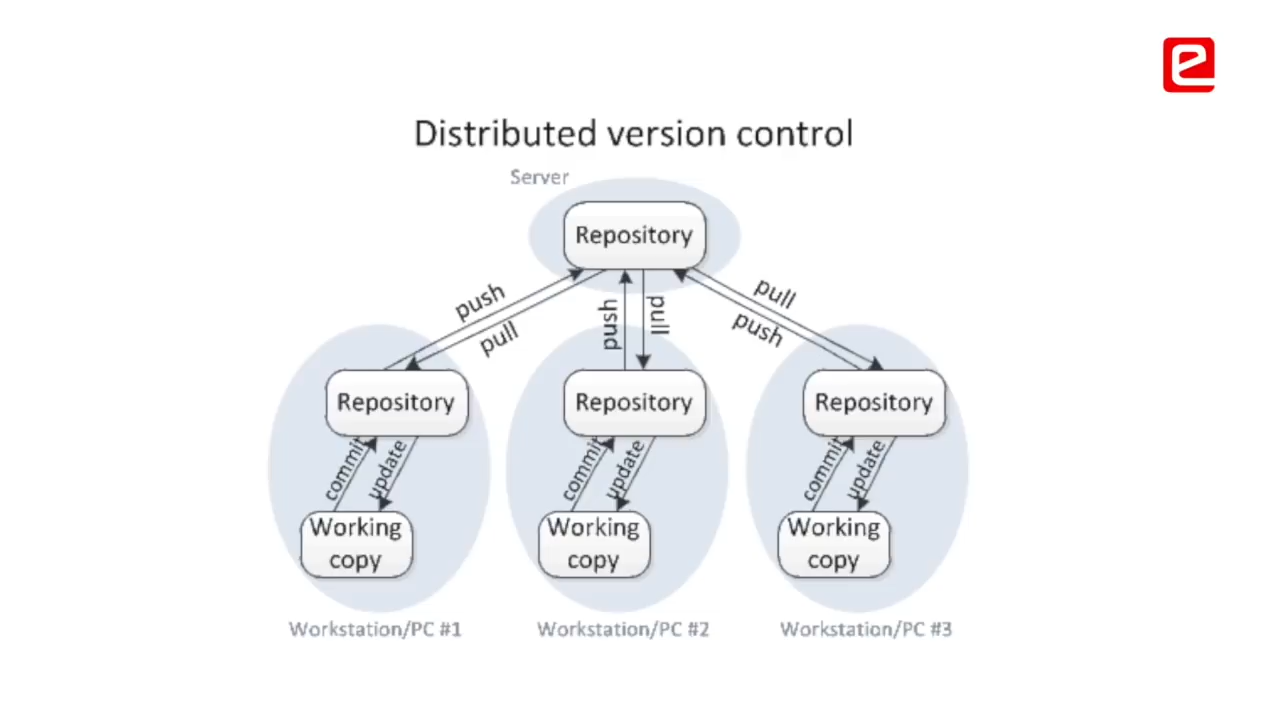 e
Distributed version control
Server
Repository
push
pull
push
pull
pull
push
Repository
Repository
Repository
commit
update
commit
update
commit
update
Working
copy
Working
copy
Working
copy
Workstation/PC #1
Workstation/PC #2
Workstation/PC #3